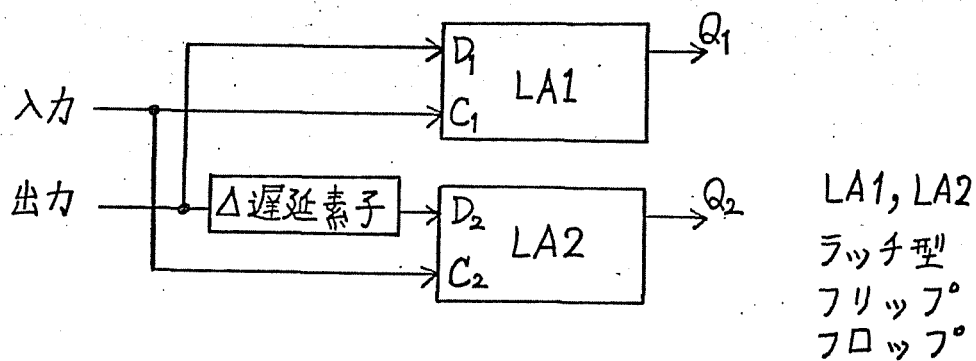 D₁
LA1
Q₁
入力
C₁
出力
Δ遅延素子
D₂
LA2
Q₂
C₂
LA1, LA2
ラッチ型
フリップ
フロップ